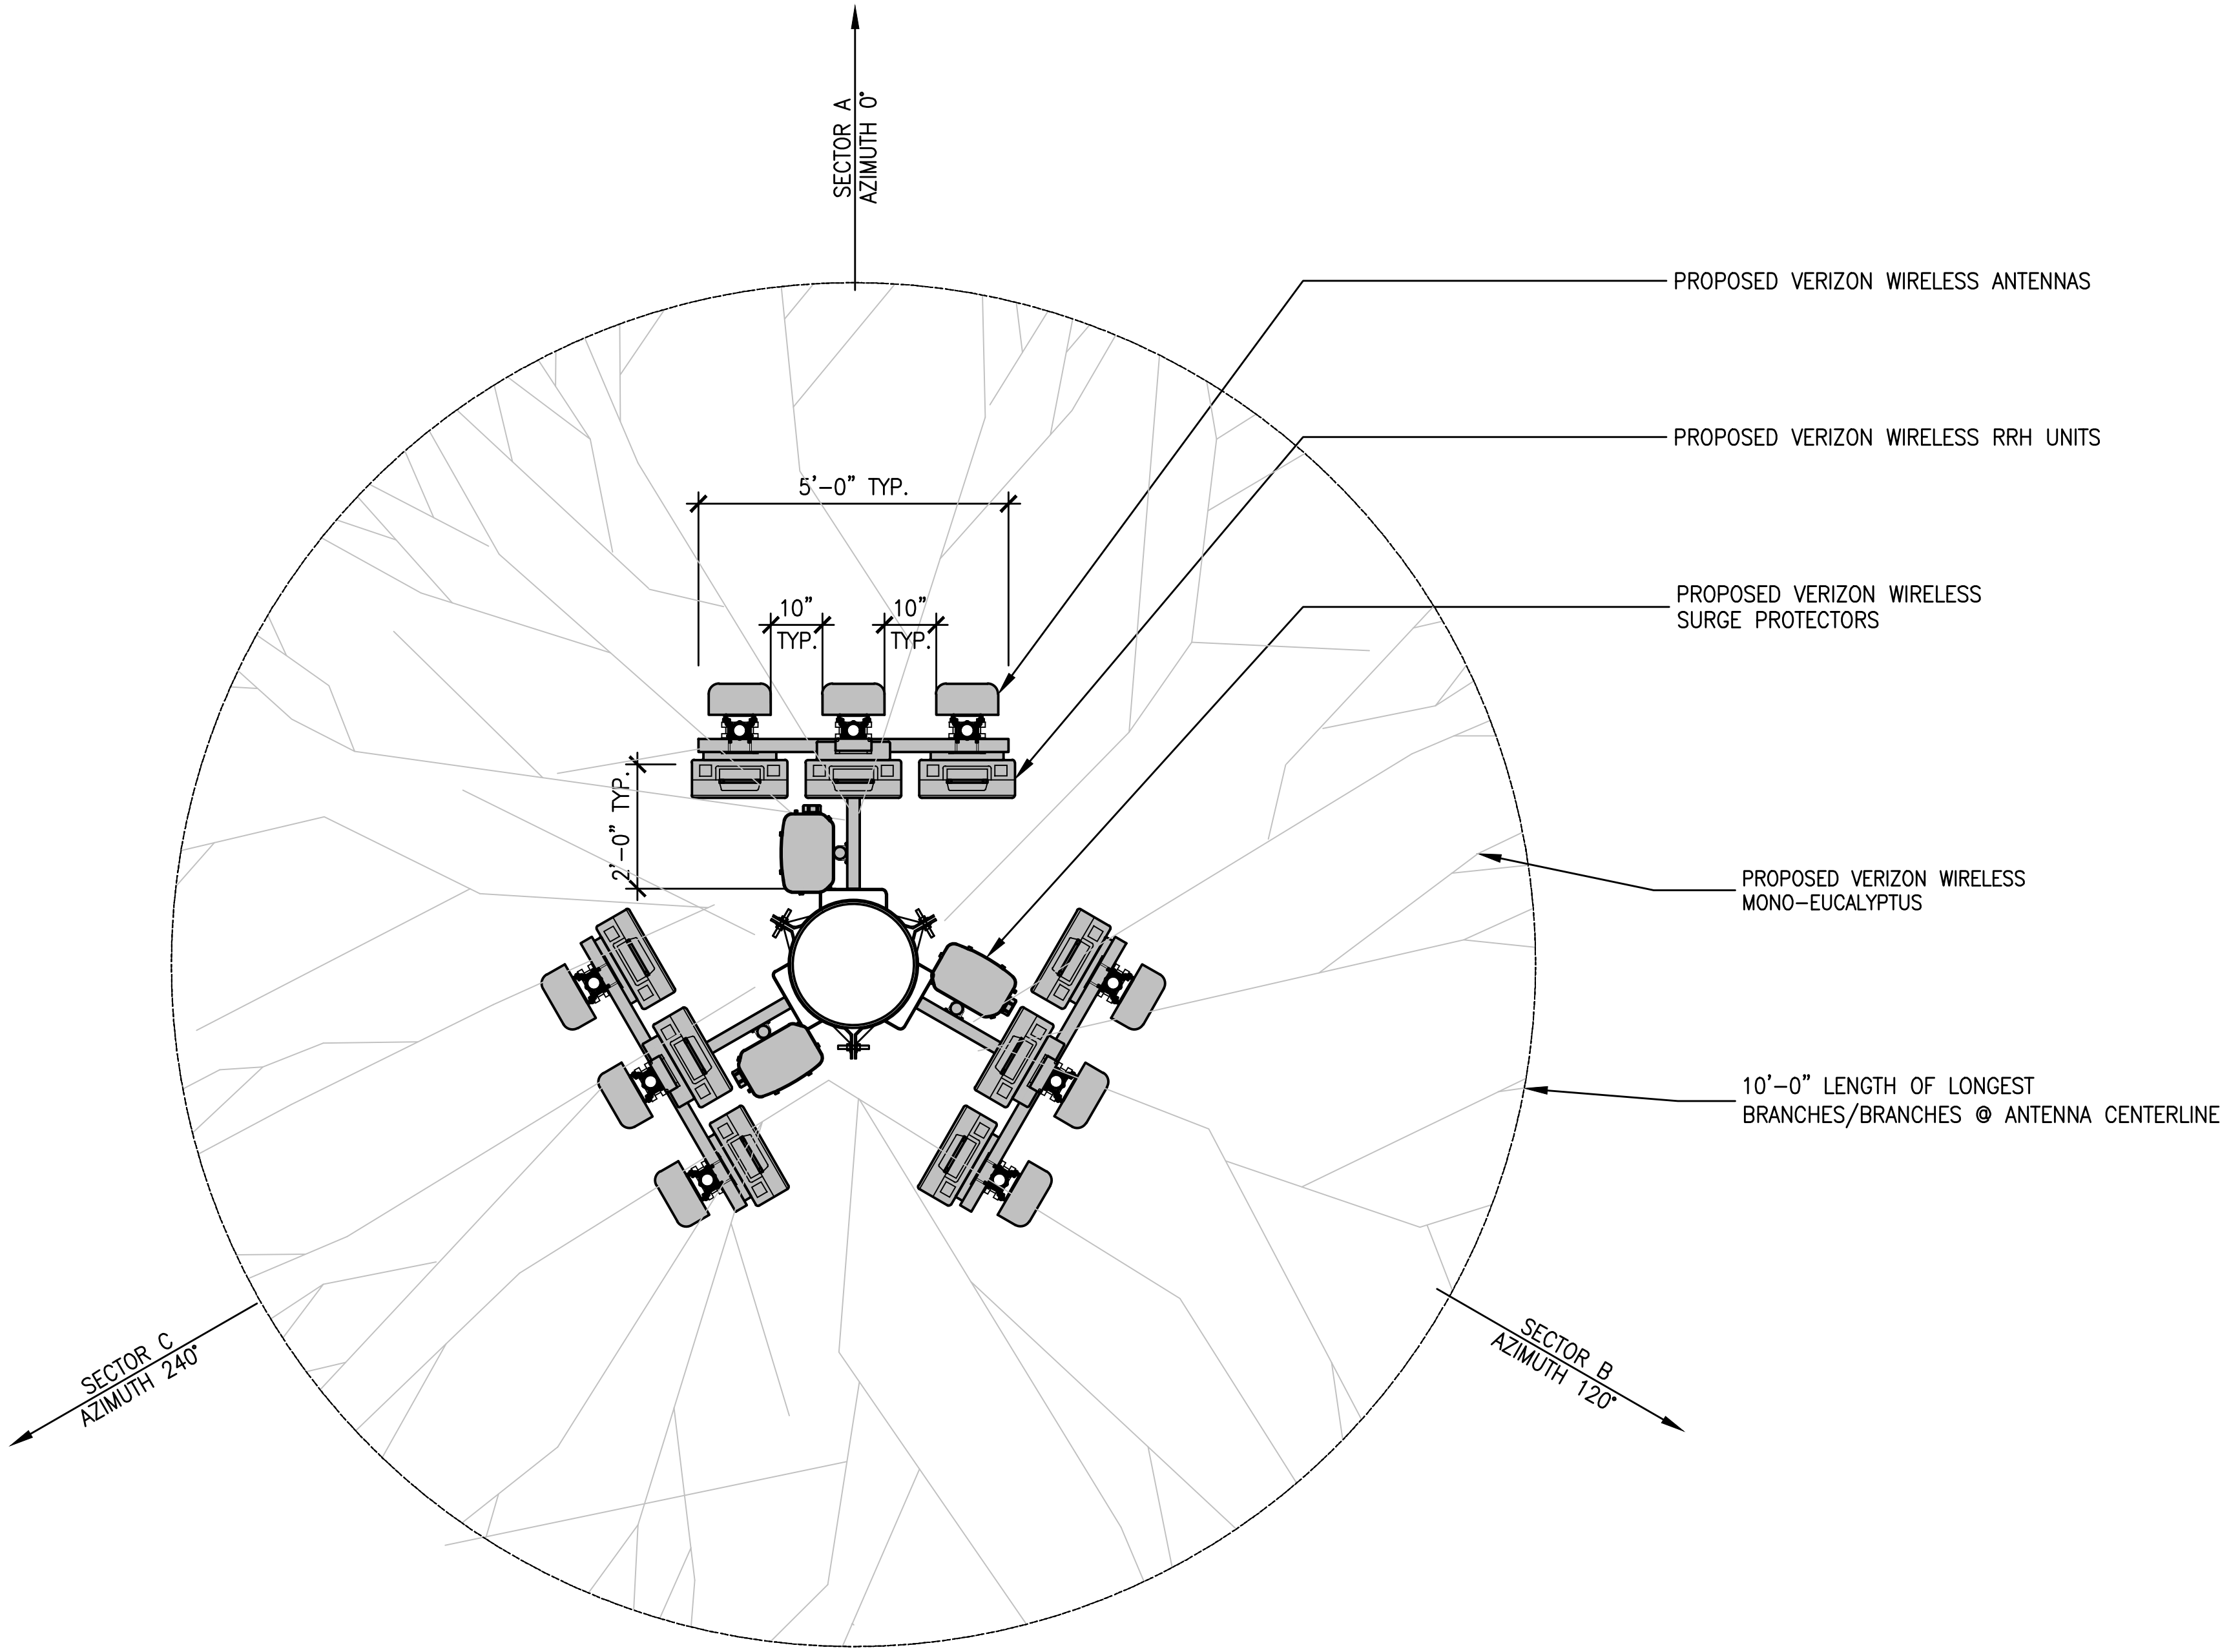 SECTOR A
AZIMUTH 0°
PROPOSED VERIZON WIRELESS ANTENNAS
PROPOSED VERIZON WIRELESS RRH UNITS
5'-0" TYP.
PROPOSED VERIZON WIRELESS
SURGE PROTECTORS
10"
TYP.
10"
TYP.
2'-0" TYP.
PROPOSED VERIZON WIRELESS
MONO-EUCALYPTUS
10'-0" LENGTH OF LONGEST
BRANCHES/BRANCHES @ ANTENNA CENTERLINE
SECTOR C
AZIMUTH 240°
SECTOR B
AZIMUTH 120°